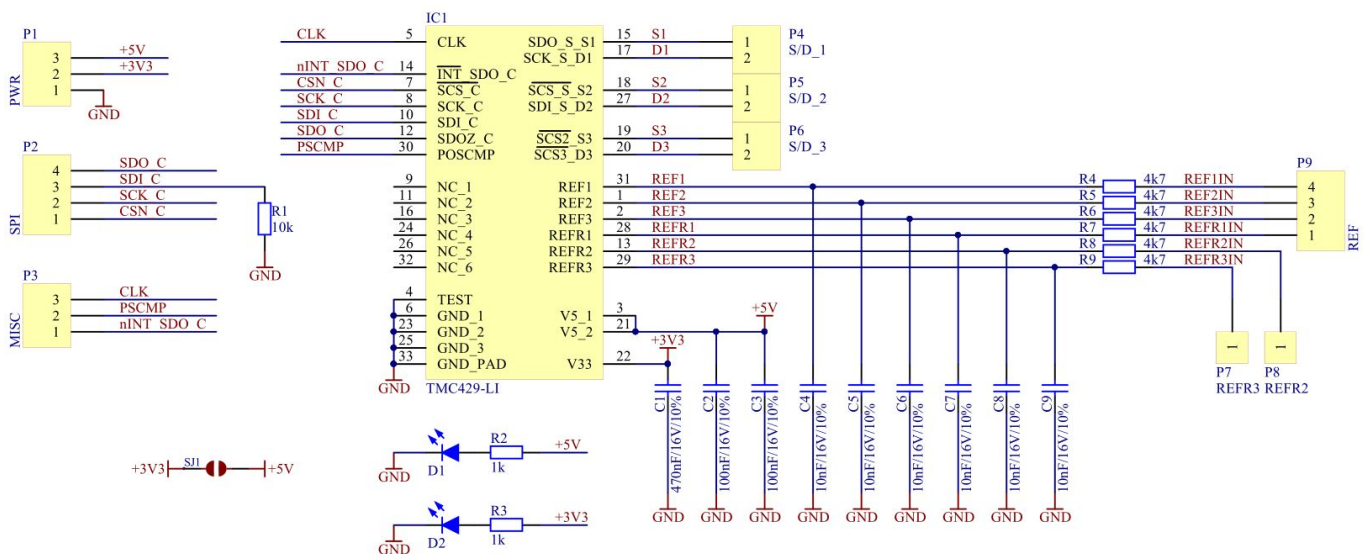 IC1
P1
3
+5V
2
+3V3
1
PWR
GND
P2
4
SDO_C
3
SDI_C
2
SCK_C
1
CSN_C
SPI
R1
10k
GND
P3
3
CLK
2
PSCMP
1
nINT_SDO_C
MISC
CLK 5 CLK
nINT_SDO_C 14 INT_SDO_C
CSN_C 7 SCS_C
SCK_C 8 SCK_C
SDI_C 10 SDI_C
SDO_C 12 SDOZ_C
PSCMP 30 POSCMP
9 NC_1
11 NC_2
16 NC_3
24 NC_4
26 NC_5
32 NC_6
4 TEST
6 GND_1
23 GND_2
25 GND_3
33 GND_PAD
GND
TMC429-LI
SDO_S_S1 15 S1
SCK_S_D1 17 D1
SCS_S_S2 18 S2
SDI_S_D2 27 D2
SCS2_S3 19 S3
SCS3_D3 20 D3
REF1 31 REF1
REF2 1 REF2
REF3 2 REF3
REFR1 28 REFR1
REFR2 13 REFR2
REFR3 29 REFR3
V5_1 3
V5_2 21
V33 22
+5V
+3V3
P4
1
2
S/D_1
P5
1
2
S/D_2
P6
1
2
S/D_3
R4 4k7 REF1IN
R5 4k7 REF2IN
R6 4k7 REF3IN
R7 4k7 REFR1IN
R8 4k7 REFR2IN
R9 4k7 REFR3IN
P9
4
3
2
1
REF
1
P7
REFR3
1
P8
REFR2
C1
470nF/16V/10%
GND
C2
100nF/16V/10%
GND
C3
100nF/16V/10%
GND
C4
10nF/16V/10%
GND
C5
10nF/16V/10%
GND
C6
10nF/16V/10%
GND
C7
10nF/16V/10%
GND
C8
10nF/16V/10%
GND
C9
10nF/16V/10%
GND
+3V3 SJ1 +5V
GND
D1
R2
1k
+5V
GND
D2
R3
1k
+3V3